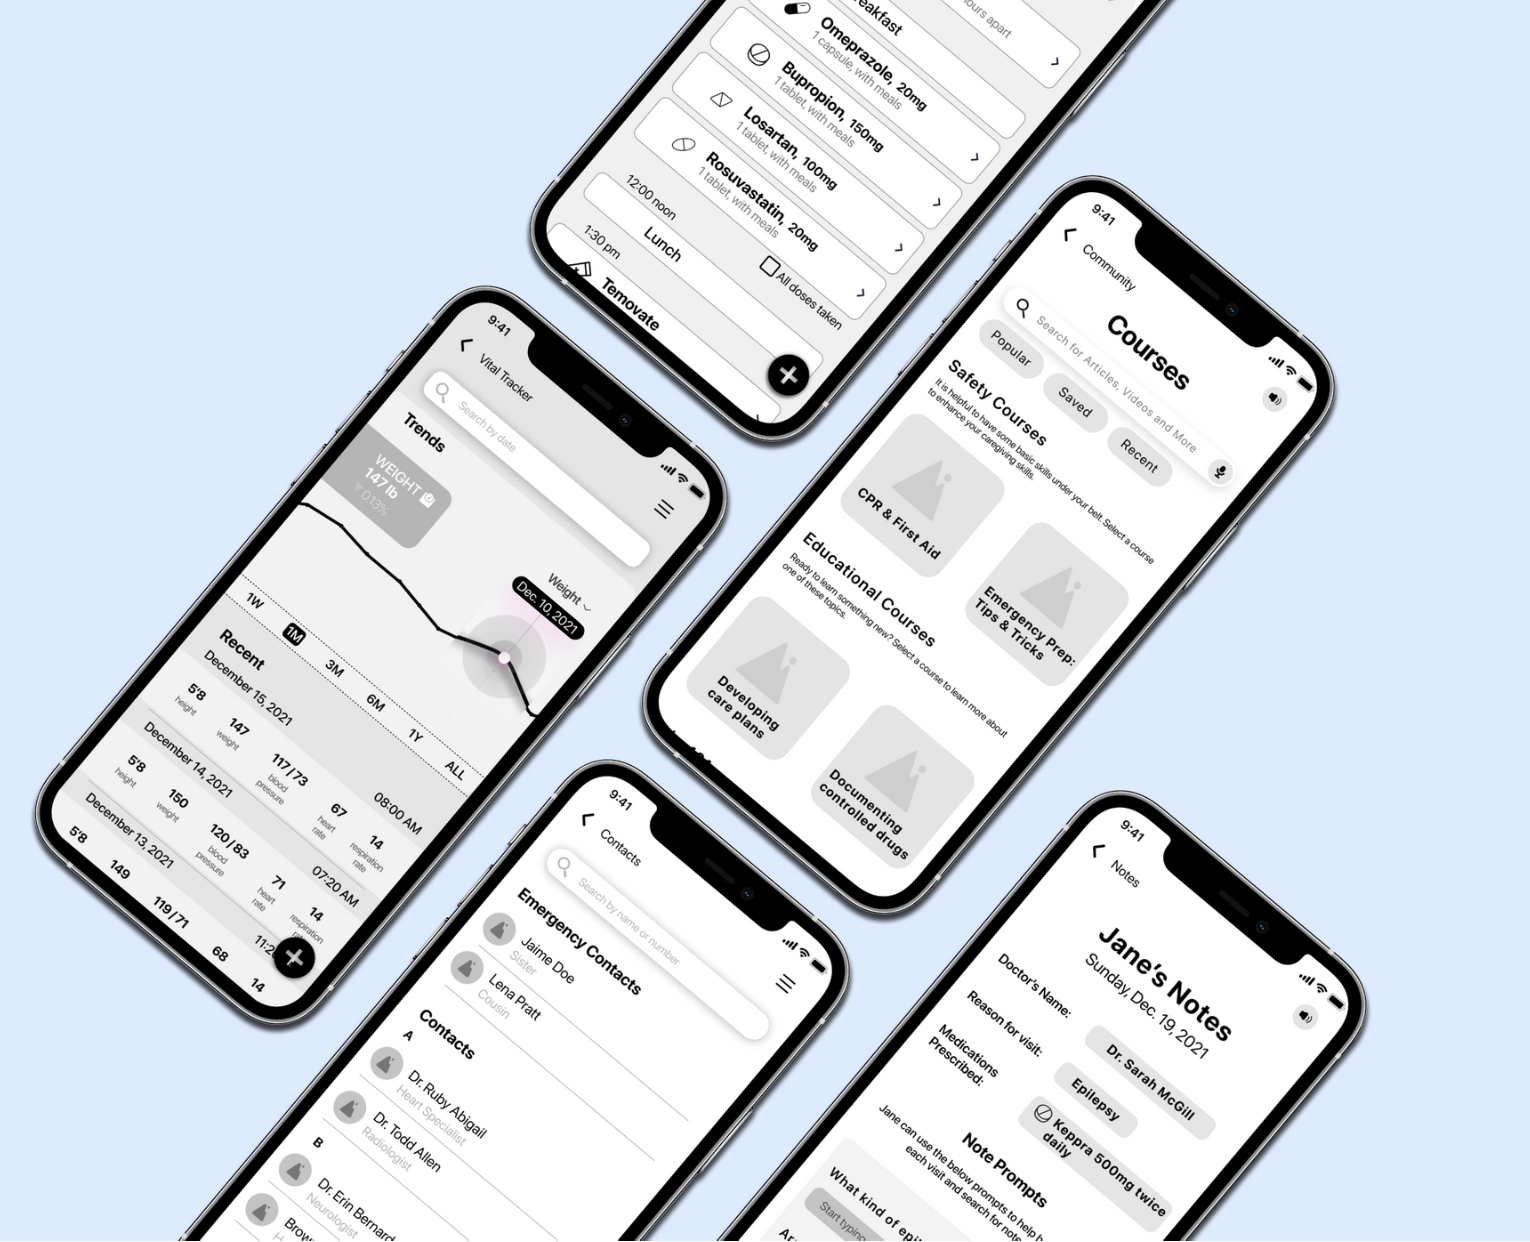 ours apart
eakfast
Omeprazole, 20mg
1 capsule, with meals
Bupropion, 150mg
1 tablet, with meals
Losartan, 100mg
1 tablet, with meals
Rosuvastatin, 20mg
1 tablet, with meals
12:00 noon
Lunch
All doses taken
1:30 pm
Temovate
9:41
Community
Courses
Search for Articles, Videos and More
Popular
Saved
Recent
Safety Courses
It is helpful to have some basic skills under your belt. Select a course
to enhance your caregiving skills.
CPR & First Aid
Emergency Prep:
Tips & Tricks
Educational Courses
Ready to learn something new? Select a course to learn more about
one of these topics.
Developing
care plans
Documenting
controlled drugs
9:41
Vital Tracker
Search by date
Trends
WEIGHT
147 lb
▼ 0.13%
Weight
Dec. 10, 2021
1W
1M
3M
6M
1Y
ALL
Recent
December 15, 2021
08:00 AM
5'8
height
147
weight
117/73
blood
pressure
67
heart
rate
14
respiration
rate
December 14, 2021
07:20 AM
5'8
height
150
weight
120/83
blood
pressure
71
heart
rate
14
respiration
December 13, 2021
11:2
5'8
149
119/71
68
14
9:41
Contacts
Search by name or number
Emergency Contacts
Jaime Doe
Sister
Lena Pratt
Cousin
Contacts
A
Dr. Ruby Abigail
Heart Specialist
Dr. Todd Allen
Radiologist
B
Dr. Erin Bernard
Neurologist
Brow
9:41
Notes
Jane's Notes
Sunday, Dec. 19, 2021
Doctor's Name:
Dr. Sarah McGill
Reason for visit:
Epilepsy
Medications
Prescribed:
Keppra 500mg twice
daily
Note Prompts
Jane can use the below prompts to help
each visit and search for note
What kind of epi
Start typing